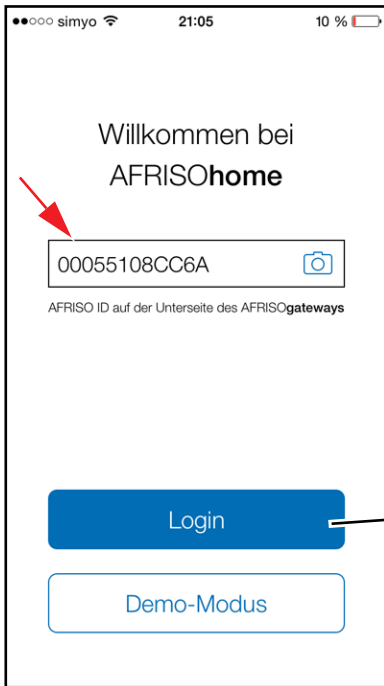 simyo 21:05 10 %
Willkommen bei
AFRISOhome
00055108CC6A
AFRISO ID auf der Unterseite des AFRISOgateways
Login
Demo-Modus